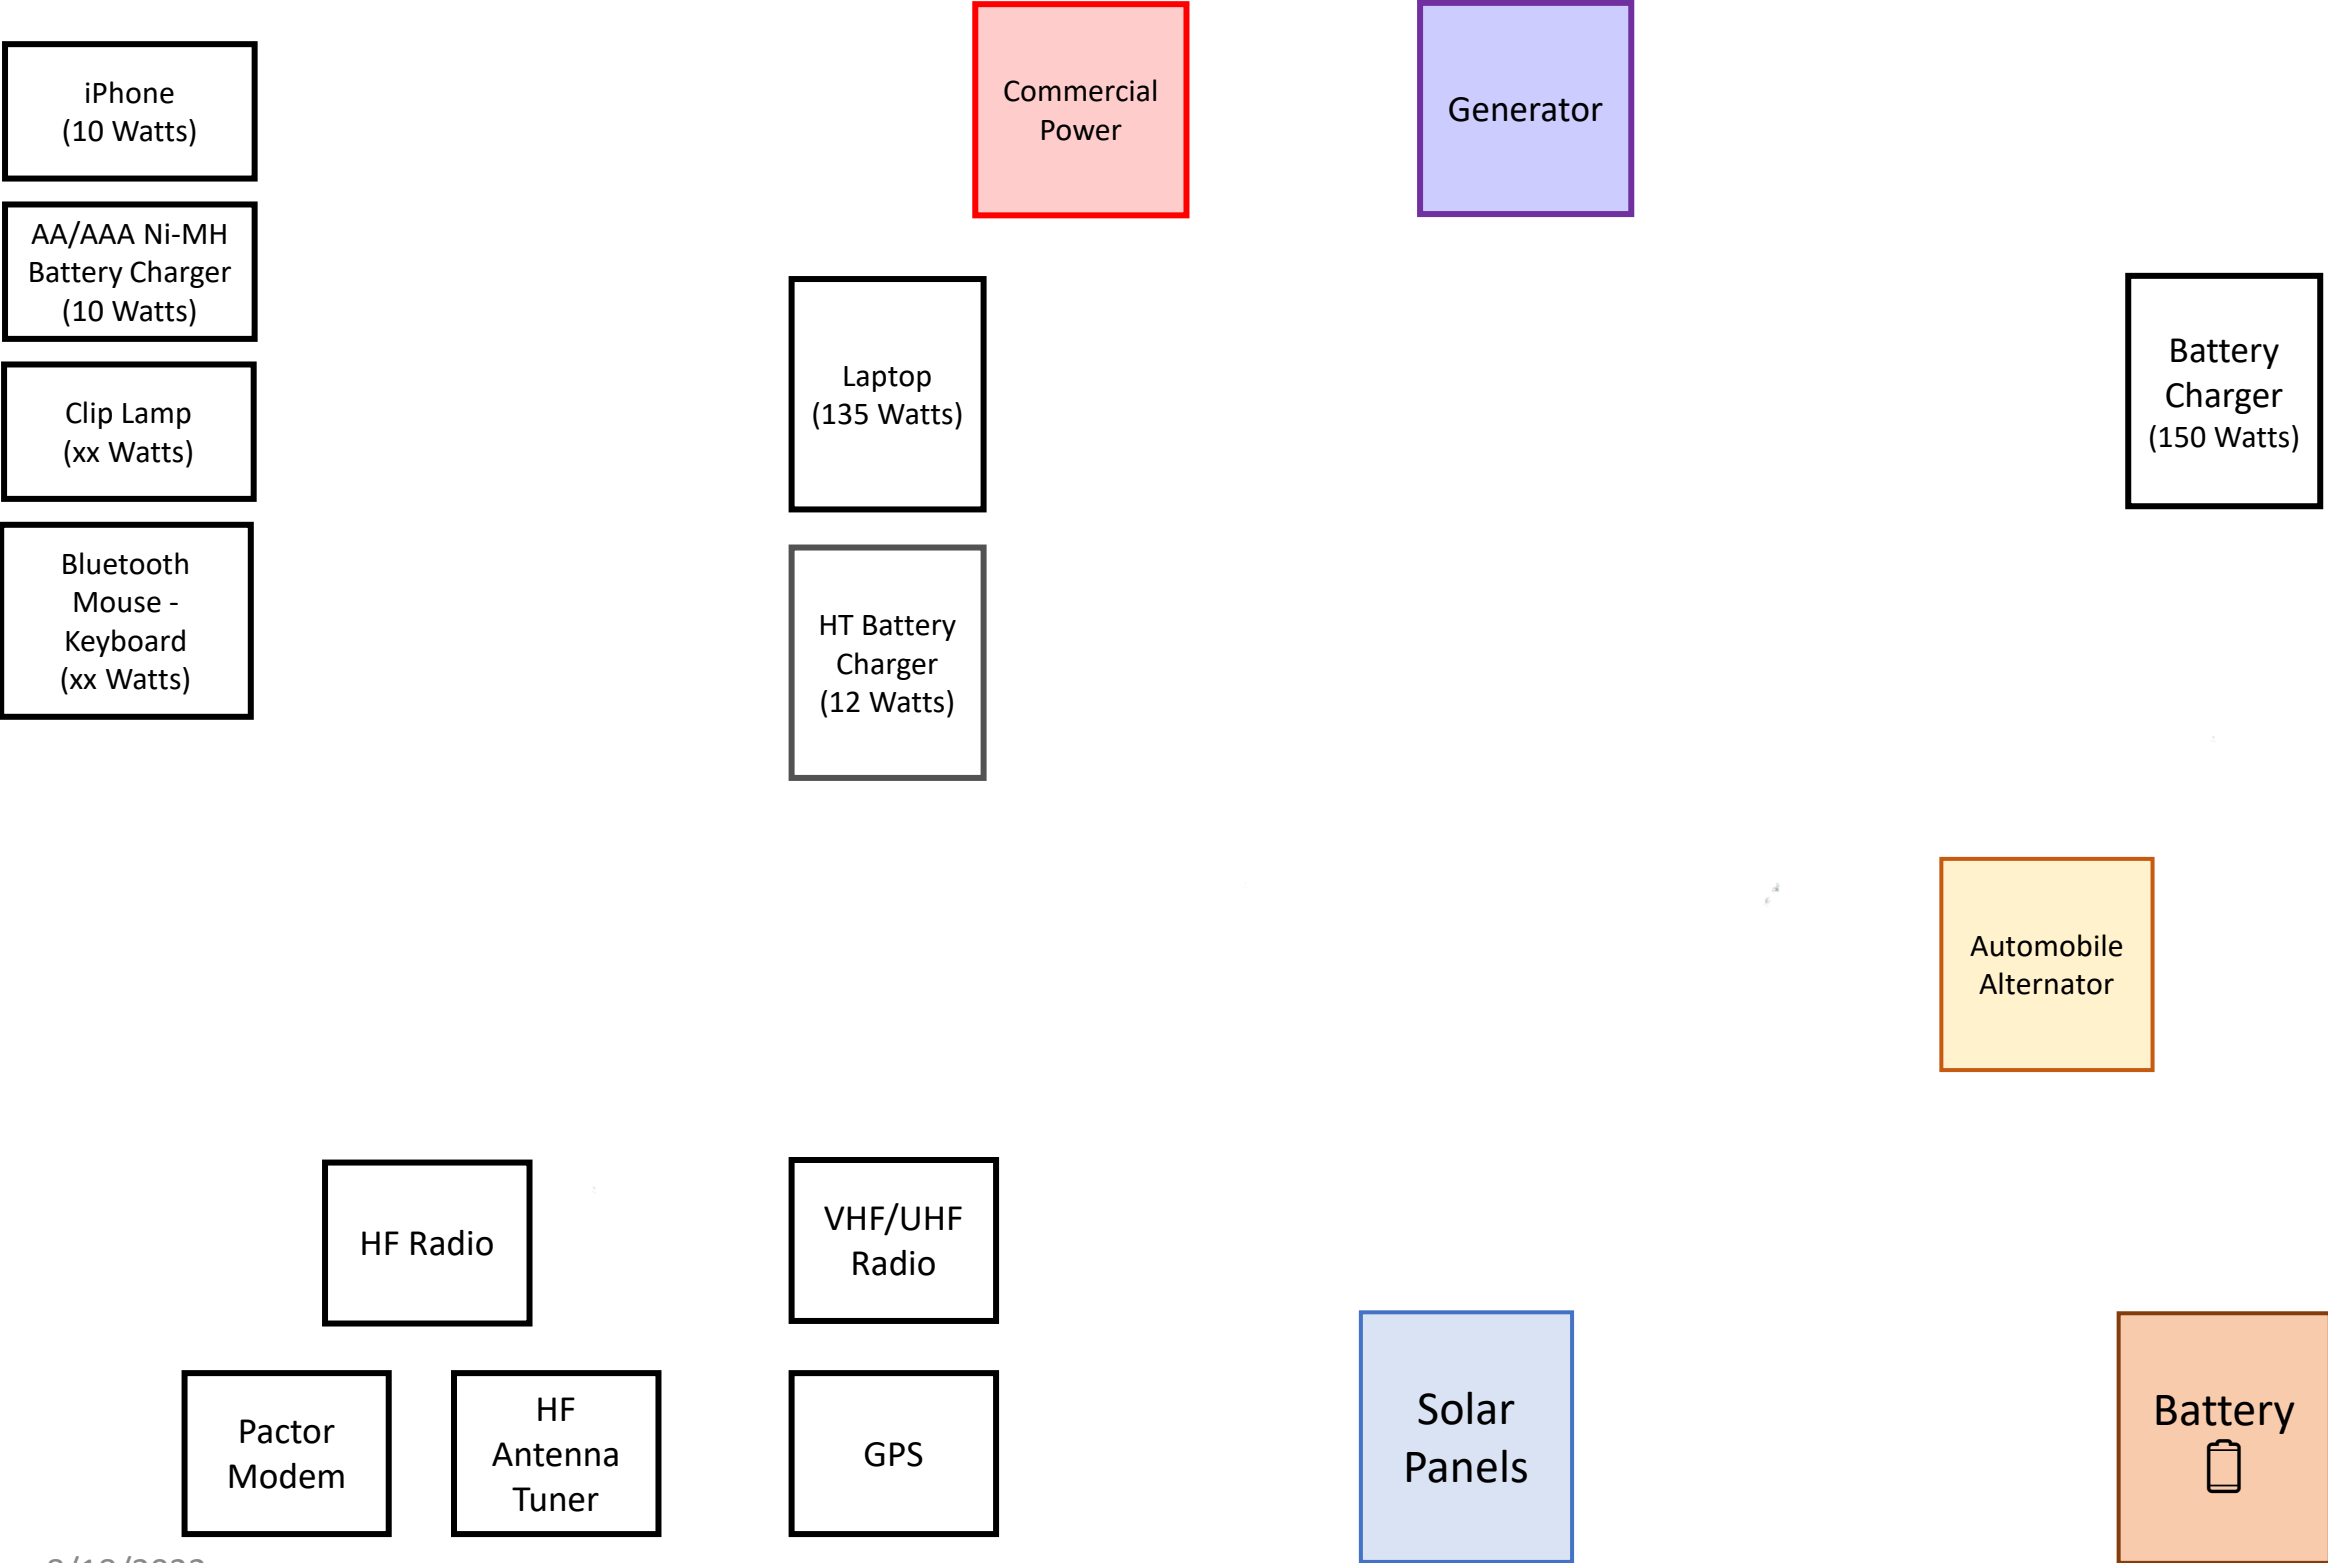 iPhone
(10 Watts)
AA/AAA Ni-MH
Battery Charger
(10 Watts)
Clip Lamp
(xx Watts)
Bluetooth
Mouse -
Keyboard
(xx Watts)
Commercial
Power
Generator
Laptop
(135 Watts)
HT Battery
Charger
(12 Watts)
Battery
Charger
(150 Watts)
Automobile
Alternator
HF Radio
VHF/UHF
Radio
Pactor
Modem
HF
Antenna
Tuner
GPS
Solar
Panels
Battery